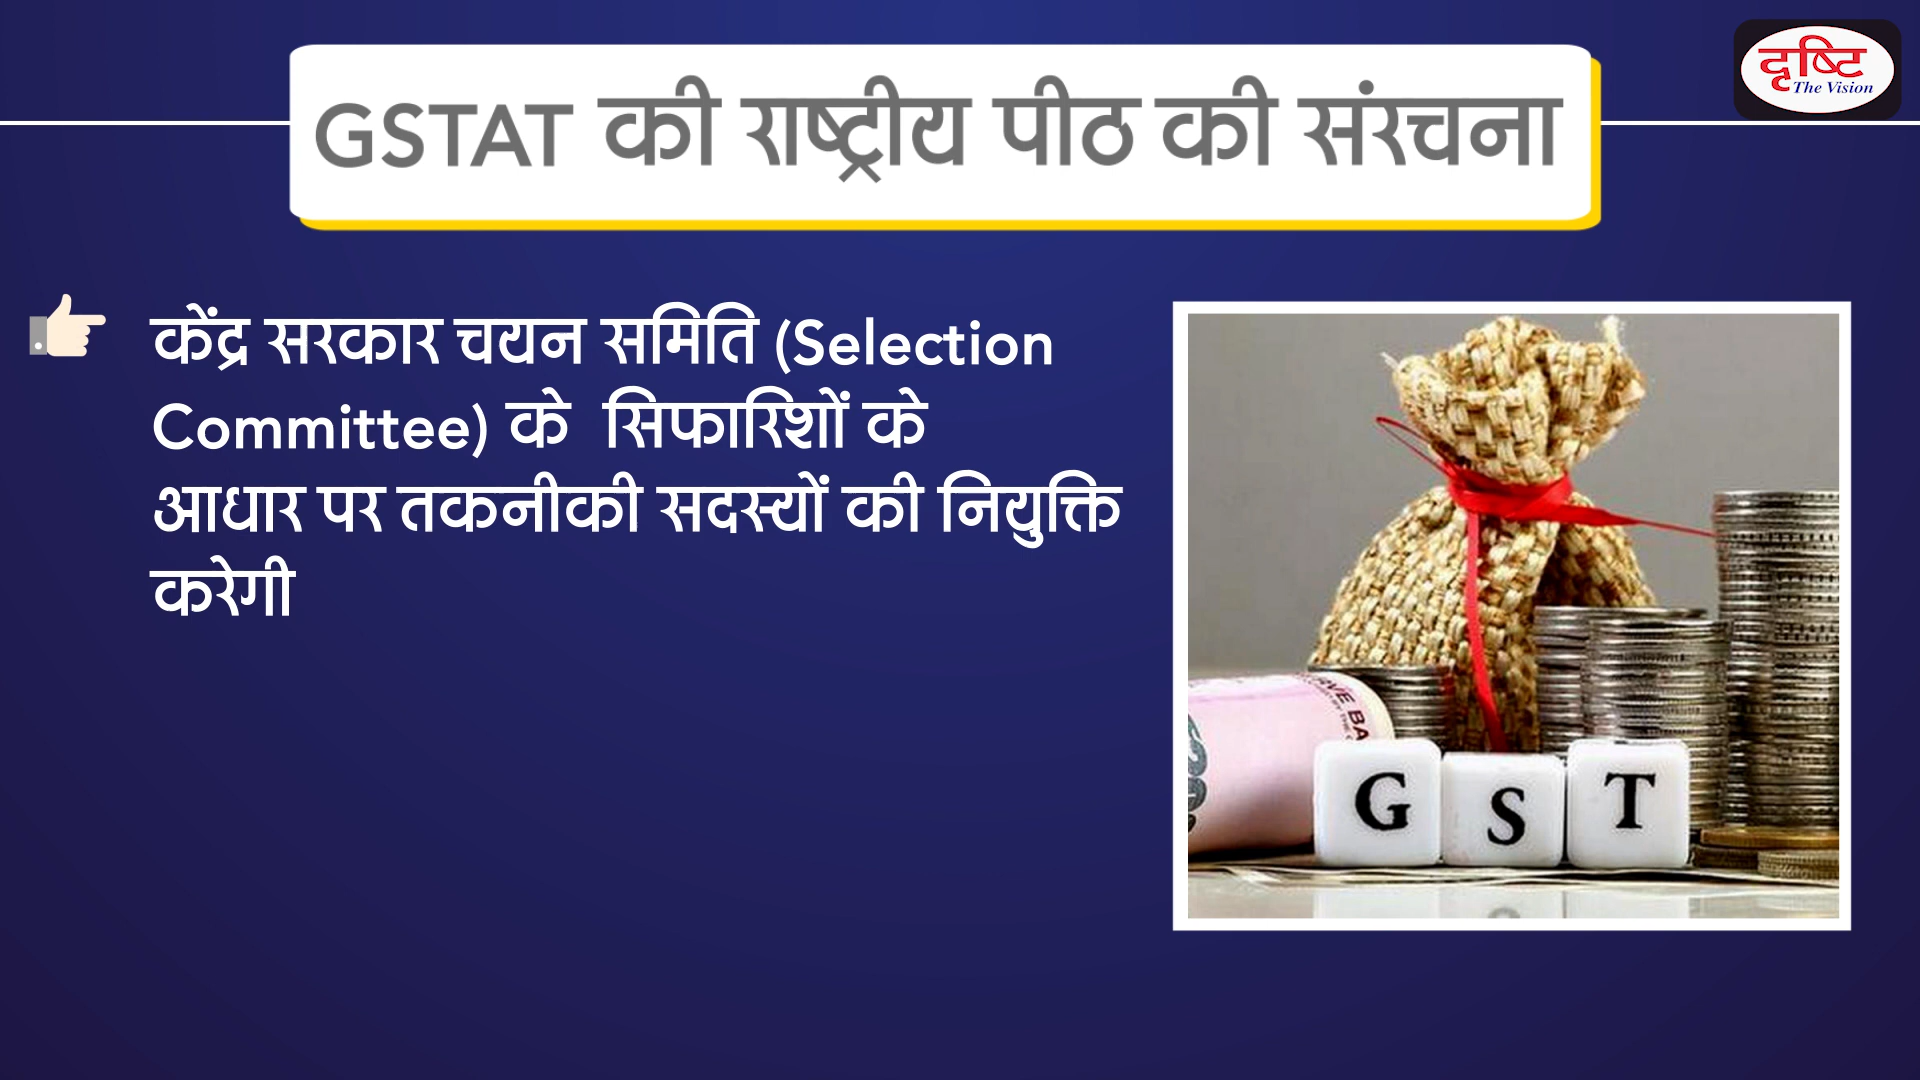 दृष्टि
The Vision
GSTAT की राष्ट्रीय पीठ की संरचना
केंद्र सरकार चयन समिति (Selection
Committee) के सिफारिशों के
आधार पर तकनीकी सदस्यों की नियुक्ति
करेगी
G S T